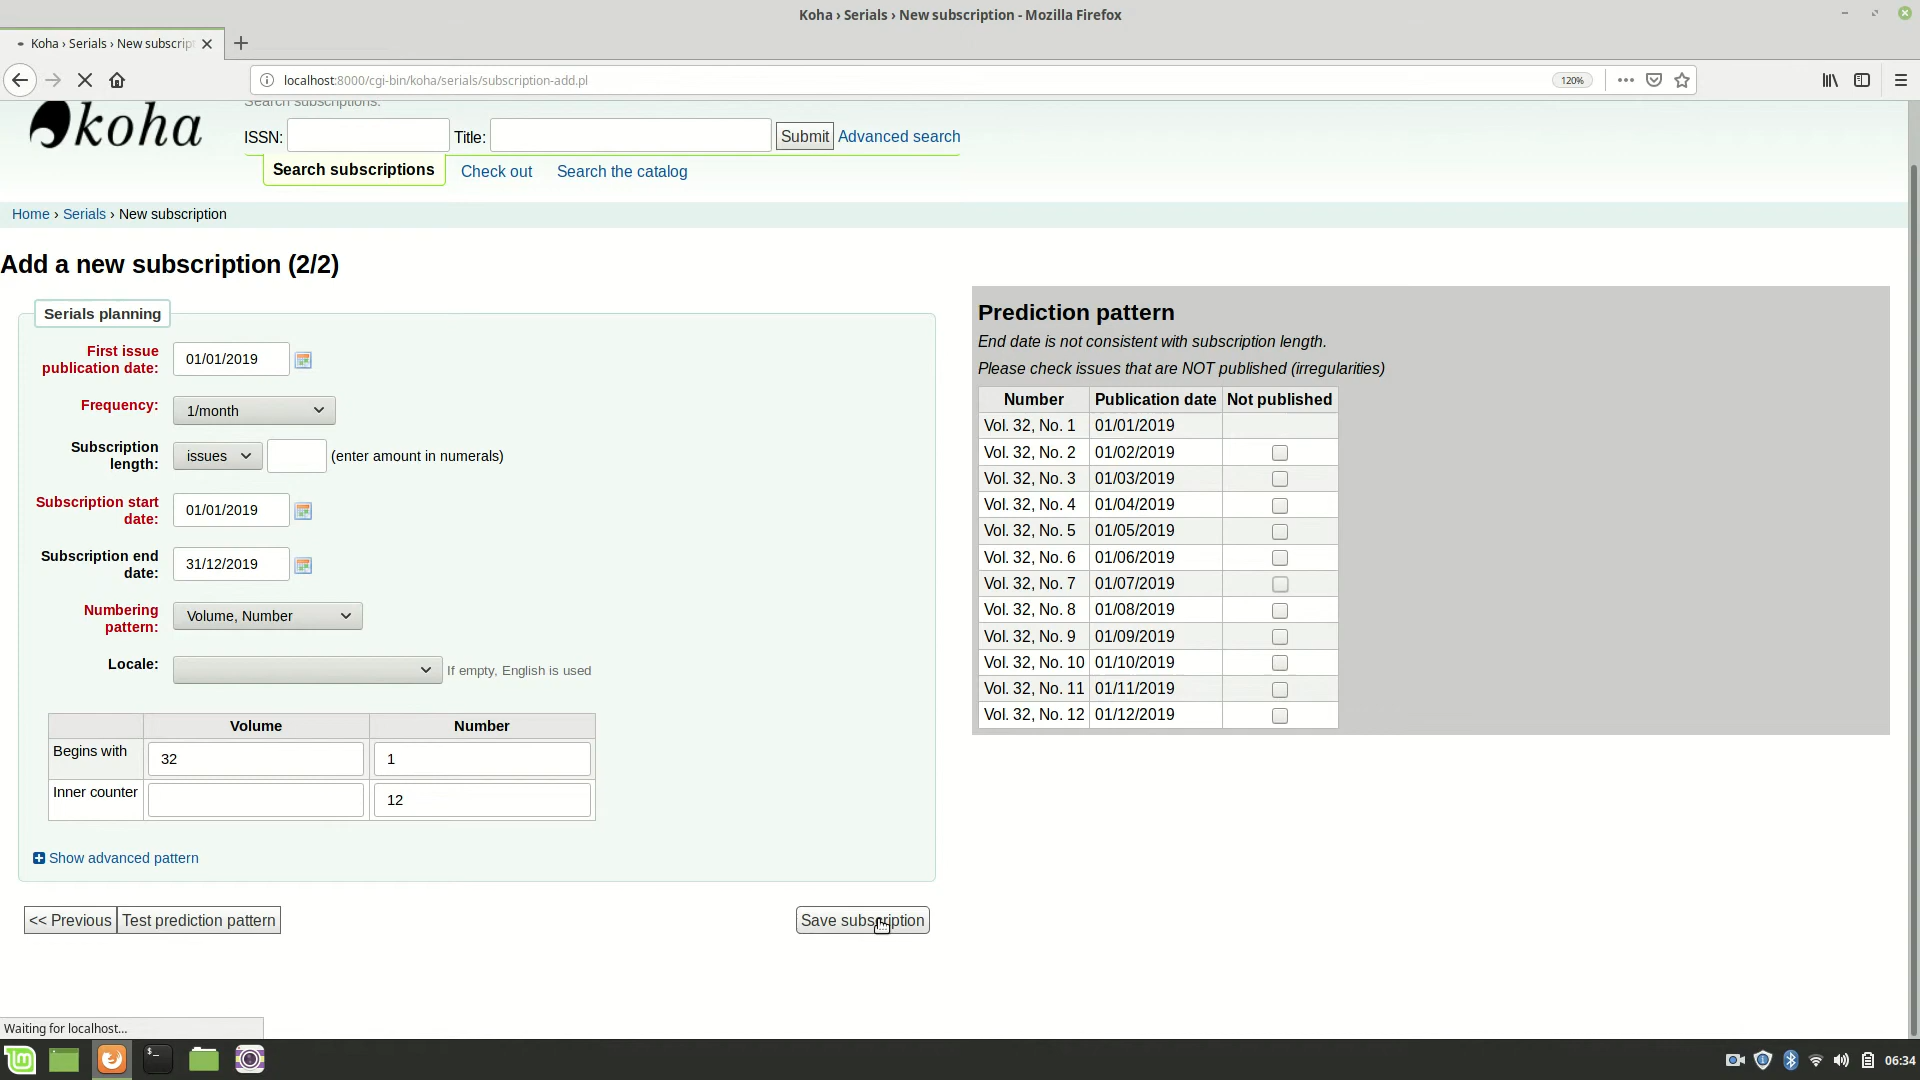 Koha › Serials › New subscription - Mozilla Firefox
Koha › Serials › New subscript
localhost:8000/cgi-bin/koha/serials/subscription-add.pl
120%
Search subscriptions:
koha
ISSN:
Title:
Submit
Advanced search
Search subscriptions
Check out
Search the catalog
Home › Serials › New subscription
Add a new subscription (2/2)
Serials planning
First issue publication date:
01/01/2019
Frequency:
1/month
Subscription length:
issues
(enter amount in numerals)
Subscription start date:
01/01/2019
Subscription end date:
31/12/2019
Numbering pattern:
Volume, Number
Locale:
If empty, English is used
Volume Number
Begins with 32 1
Inner counter 12
Show advanced pattern
<< Previous
Test prediction pattern
Save subscription
Prediction pattern
End date is not consistent with subscription length.
Please check issues that are NOT published (irregularities)
Number Publication date Not published
Vol. 32, No. 1 01/01/2019
Vol. 32, No. 2 01/02/2019
Vol. 32, No. 3 01/03/2019
Vol. 32, No. 4 01/04/2019
Vol. 32, No. 5 01/05/2019
Vol. 32, No. 6 01/06/2019
Vol. 32, No. 7 01/07/2019
Vol. 32, No. 8 01/08/2019
Vol. 32, No. 9 01/09/2019
Vol. 32, No. 10 01/10/2019
Vol. 32, No. 11 01/11/2019
Vol. 32, No. 12 01/12/2019
Waiting for localhost...
06:34